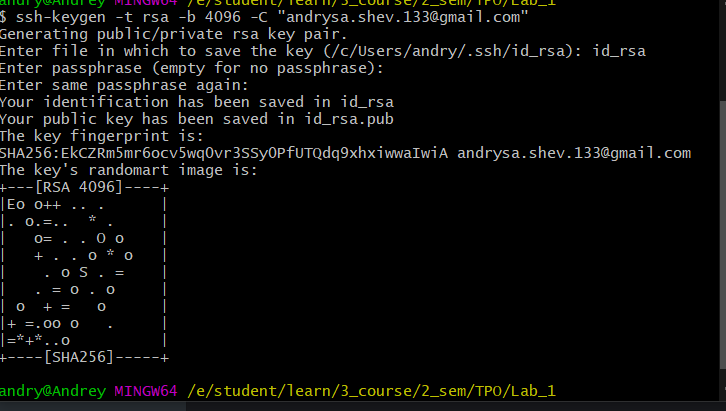 andry@Andrey MINGW64 /e/student/learn/3_course/2_sem/TPO/Lab_1
$ ssh-keygen -t rsa -b 4096 -C "andrysa.shev.133@gmail.com"
Generating public/private rsa key pair.
Enter file in which to save the key (/c/Users/andry/.ssh/id_rsa): id_rsa
Enter passphrase (empty for no passphrase):
Enter same passphrase again:
Your identification has been saved in id_rsa
Your public key has been saved in id_rsa.pub
The key fingerprint is:
SHA256:EkCZRm5mr6ocv5wq0vr3SSy0PfUTQdq9xhxiwwaIwiA andrysa.shev.133@gmail.com
The key's randomart image is:
+---[RSA 4096]----+
|Eo o++ .. .      |
|. o.=..  * .     |
|   o= . . O o    |
|   + . . o * o   |
|    . o S . =    |
|   . = o . o     |
| o  + =   o      |
|+ =.oo o   .     |
|=*+*..o          |
+----[SHA256]-----+
andry@Andrey MINGW64 /e/student/learn/3_course/2_sem/TPO/Lab_1